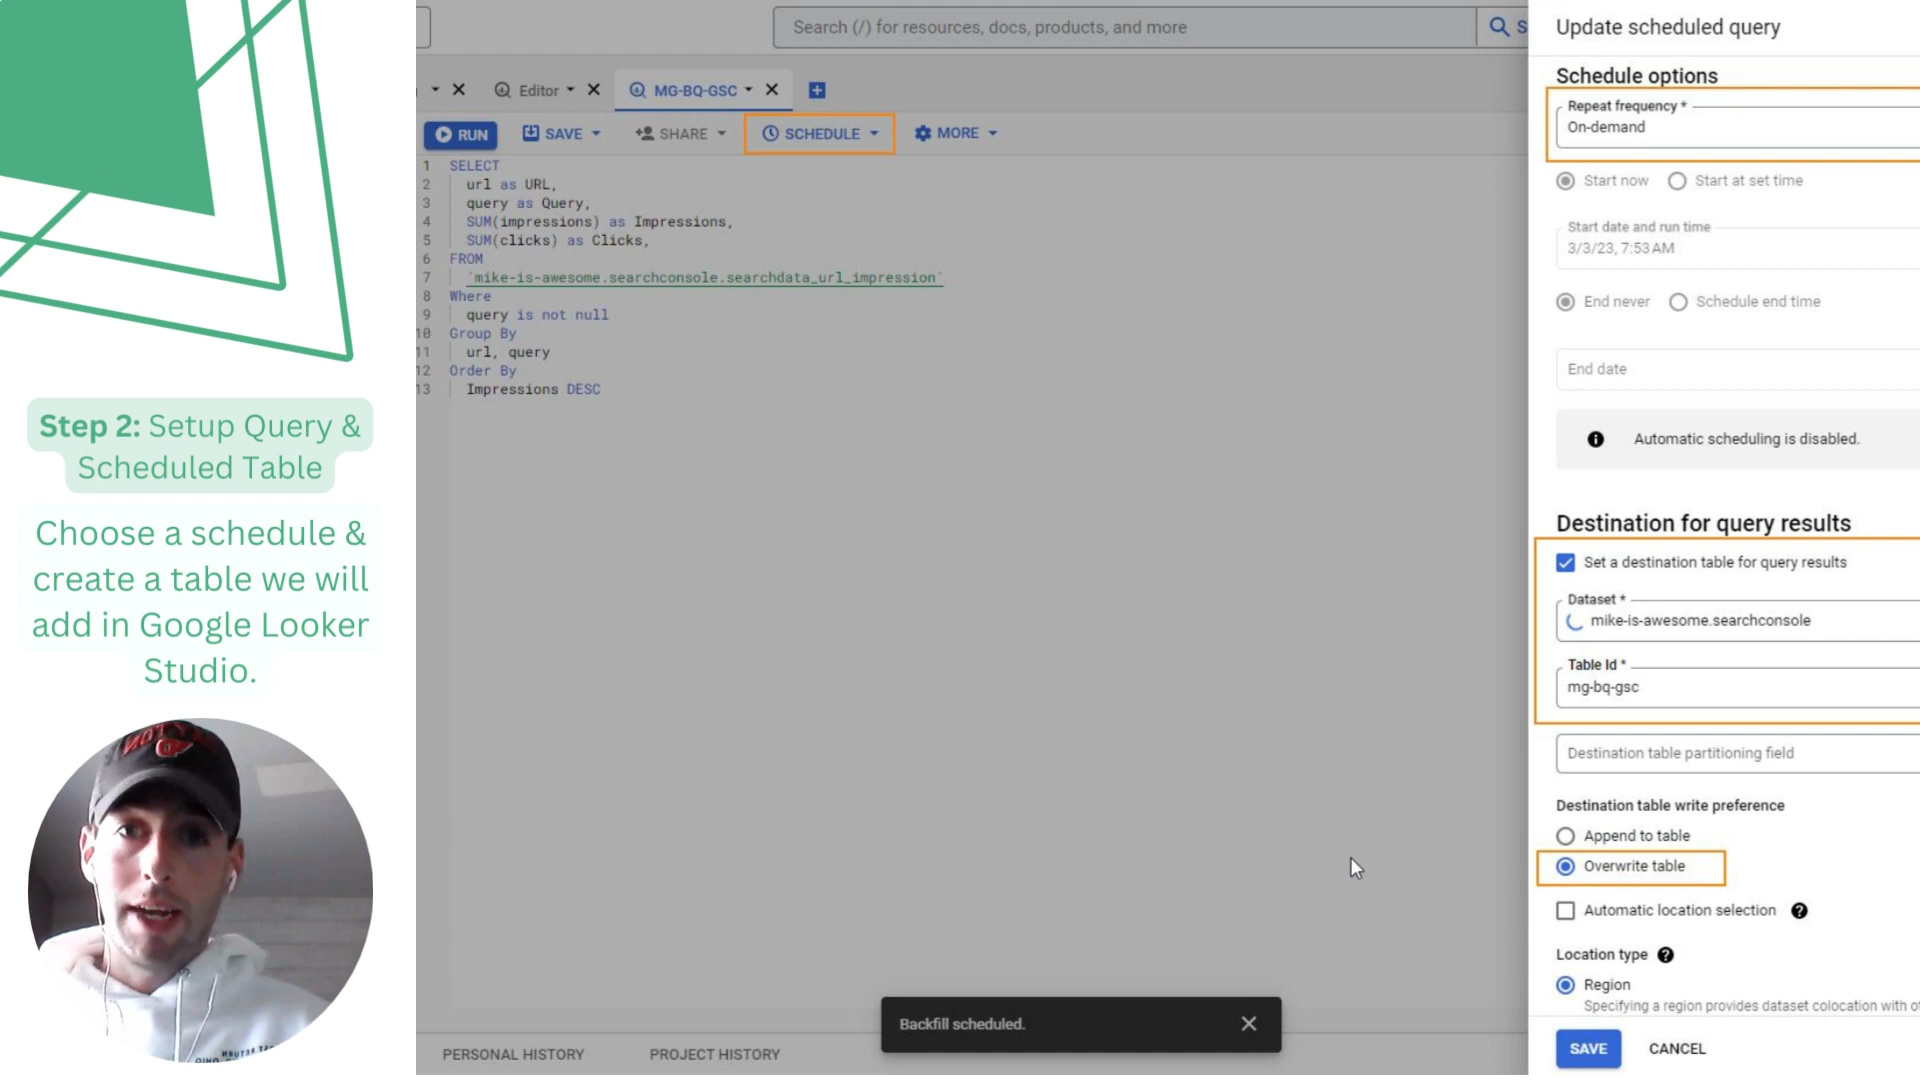 Step 2: Setup Query &
Scheduled Table
Choose a schedule &
create a table we will
add in Google Looker
Studio.
Search (/) for resources, docs, products, and more
S
Editor
MG-BQ-GSC
RUN
SAVE
SHARE
SCHEDULE
MORE
1 SELECT
2 url as URL,
3 query as Query,
4 SUM(impressions) as Impressions,
5 SUM(clicks) as Clicks,
6 FROM
7 `mike-is-awesome.searchconsole.searchdata_url_impression`
8 Where
9 query is not null
10 Group By
11 url, query
12 Order By
13 Impressions DESC
Backfill scheduled.
PERSONAL HISTORY
PROJECT HISTORY
Update scheduled query
Schedule options
Repeat frequency *
On-demand
Start now
Start at set time
Start date and run time
3/3/23, 7:53 AM
End never
Schedule end time
End date
Automatic scheduling is disabled.
Destination for query results
Set a destination table for query results
Dataset *
mike-is-awesome.searchconsole
Table Id *
mg-bq-gsc
Destination table partitioning field
Destination table write preference
Append to table
Overwrite table
Automatic location selection
Location type
Region
Specifying a region provides dataset colocation with
SAVE
CANCEL